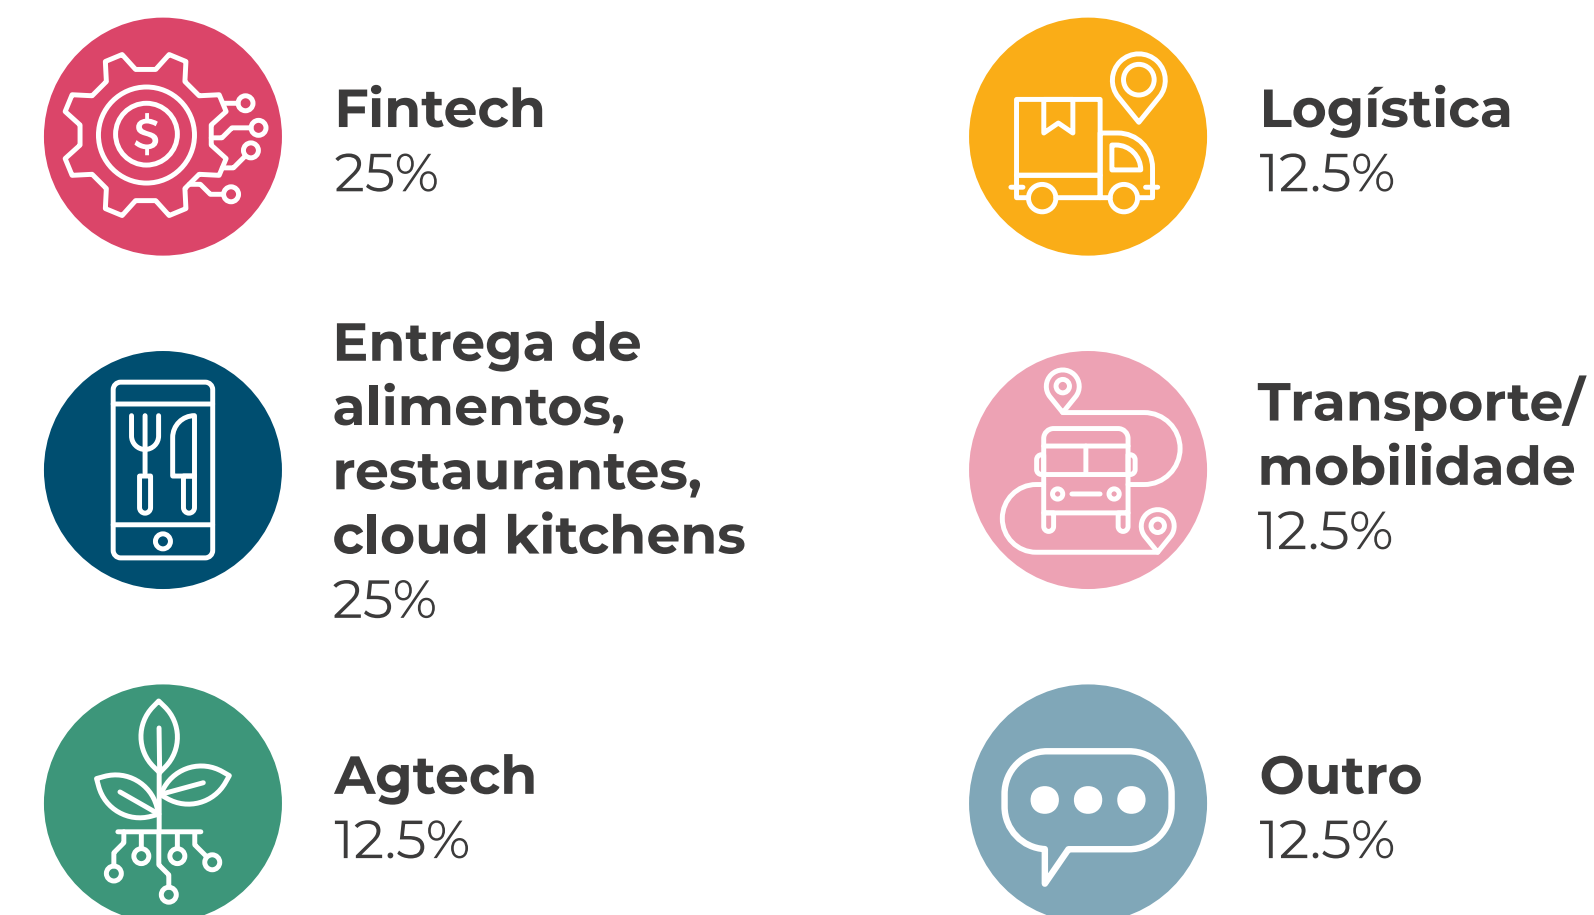 Fintech
25%
Entrega de
alimentos,
restaurantes,
cloud kitchens
25%
Agtech
12.5%
Logística
12.5%
Transporte/
mobilidade
12.5%
Outro
12.5%